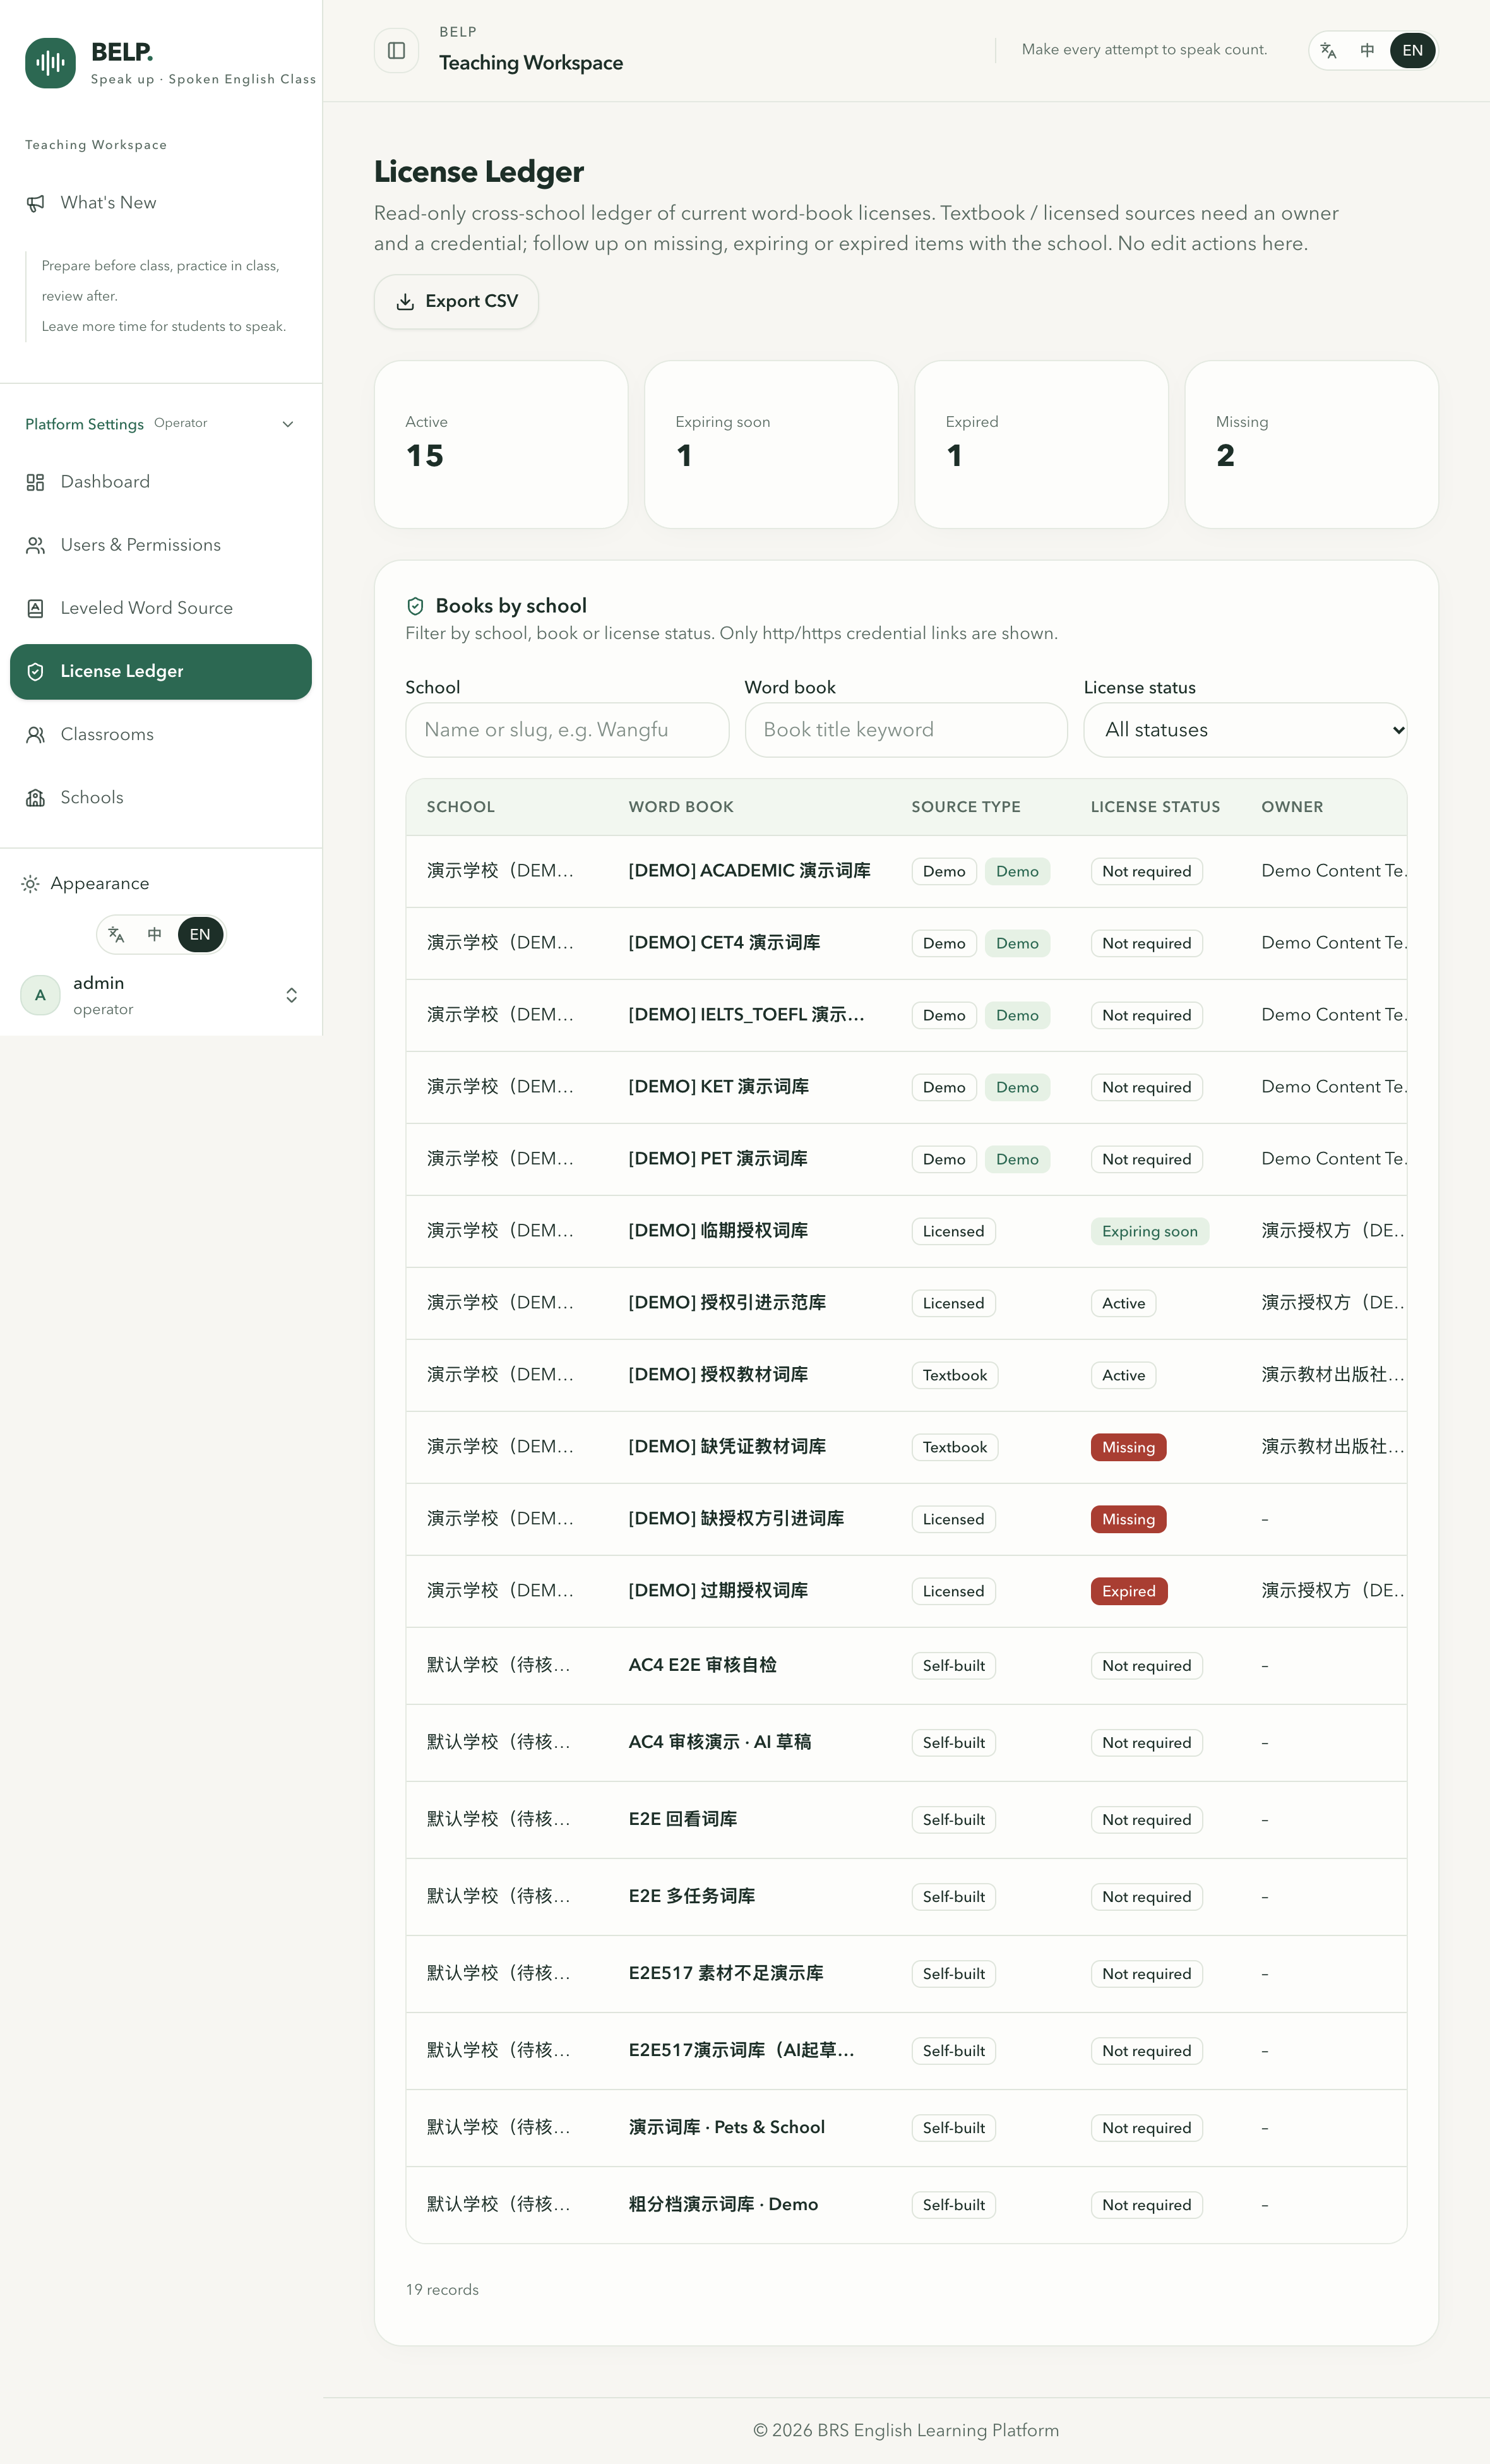 BELP.
Speak up · Spoken English Class
Teaching Workspace
What's New
Prepare before class, practice in class,
review after.
Leave more time for students to speak.
Platform Settings Operator
Dashboard
Users & Permissions
Leveled Word Source
License Ledger
Classrooms
Schools
Appearance
中 EN
A admin
operator
BELP
Teaching Workspace
Make every attempt to speak count.
中 EN
License Ledger
Read-only cross-school ledger of current word-book licenses. Textbook / licensed sources need an owner
and a credential; follow up on missing, expiring or expired items with the school. No edit actions here.
Export CSV
Active
15
Expiring soon
1
Expired
1
Missing
2
Books by school
Filter by school, book or license status. Only http/https credential links are shown.
School Word book License status
Name or slug, e.g. Wangfu Book title keyword All statuses
SCHOOL WORD BOOK SOURCE TYPE LICENSE STATUS OWNER
演示学校（DEM... [DEMO] ACADEMIC 演示词库 Demo Demo Not required Demo Content Te.
演示学校（DEM... [DEMO] CET4 演示词库 Demo Demo Not required Demo Content Te.
演示学校（DEM... [DEMO] IELTS_TOEFL 演示... Demo Demo Not required Demo Content Te.
演示学校（DEM... [DEMO] KET 演示词库 Demo Demo Not required Demo Content Te.
演示学校（DEM... [DEMO] PET 演示词库 Demo Demo Not required Demo Content Te.
演示学校（DEM... [DEMO] 临期授权词库 Licensed Expiring soon 演示授权方（DE..
演示学校（DEM... [DEMO] 授权引进示范库 Licensed Active 演示授权方（DE..
演示学校（DEM... [DEMO] 授权教材词库 Textbook Active 演示教材出版社...
演示学校（DEM... [DEMO] 缺凭证教材词库 Textbook Missing 演示教材出版社...
演示学校（DEM... [DEMO] 缺授权方引进词库 Licensed Missing –
演示学校（DEM... [DEMO] 过期授权词库 Licensed Expired 演示授权方（DE..
默认学校（待核... AC4 E2E 审核自检 Self-built Not required –
默认学校（待核... AC4 审核演示 · AI 草稿 Self-built Not required –
默认学校（待核... E2E 回看词库 Self-built Not required –
默认学校（待核... E2E 多任务词库 Self-built Not required –
默认学校（待核... E2E517 素材不足演示库 Self-built Not required –
默认学校（待核... E2E517演示词库（AI起草... Self-built Not required –
默认学校（待核... 演示词库 · Pets & School Self-built Not required –
默认学校（待核... 粗分档演示词库 · Demo Self-built Not required –
19 records
© 2026 BRS English Learning Platform